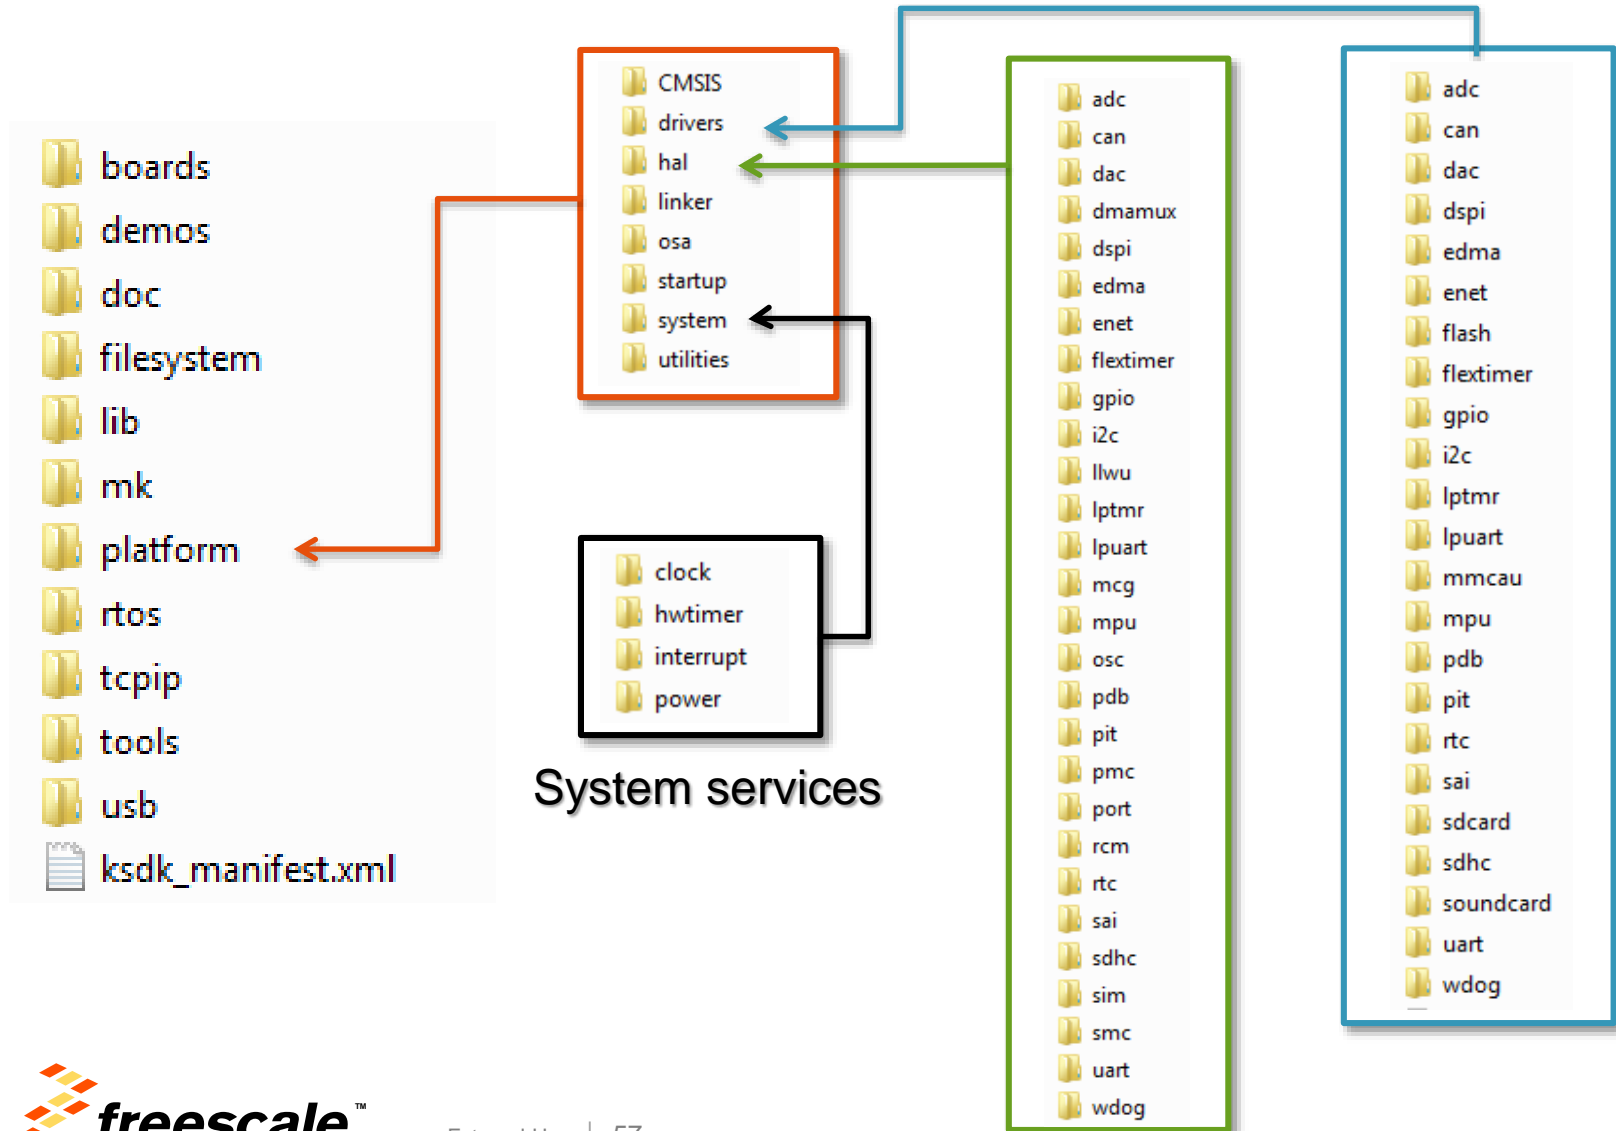 boards
demos
doc
filesystem
lib
mk
platform
rtos
tcpip
tools
usb
ksdk_manifest.xml
CMSIS
drivers
hal
linker
osa
startup
system
utilities
clock
hwtimer
interrupt
power
System services
adc
can
dac
dmamux
dspi
edma
enet
flextimer
gpio
i2c
llwu
lptmr
lpuart
mcg
mpu
osc
pdb
pit
pmc
port
rcm
rtc
sai
sdhc
sim
smc
uart
wdog
adc
can
dac
dspi
edma
enet
flash
flextimer
gpio
i2c
lptmr
lpuart
mmcau
mpu
pdb
pit
rtc
sai
sdcard
sdhc
soundcard
uart
wdog
freescale™
57